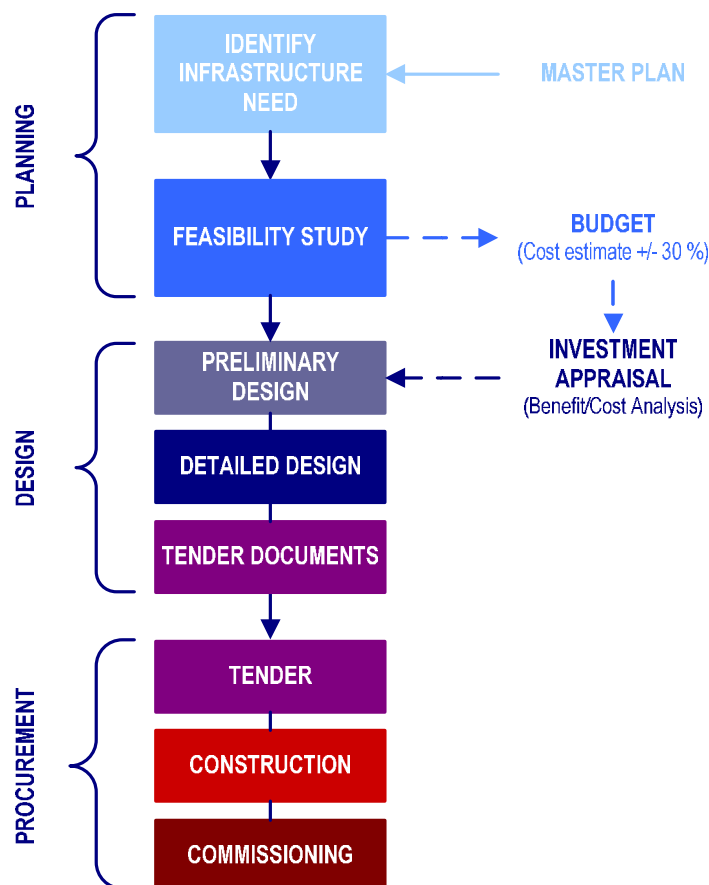 IDENTIFY
INFRASTRUCTURE
NEED
MASTER PLAN
PLANNING
FEASIBILITY STUDY
BUDGET
(Cost estimate +/- 30 %)
INVESTMENT
APPRAISAL
(Benefit/Cost Analysis)
PRELIMINARY
DESIGN
DESIGN
DETAILED DESIGN
TENDER DOCUMENTS
PROCUREMENT
TENDER
CONSTRUCTION
COMMISSIONING